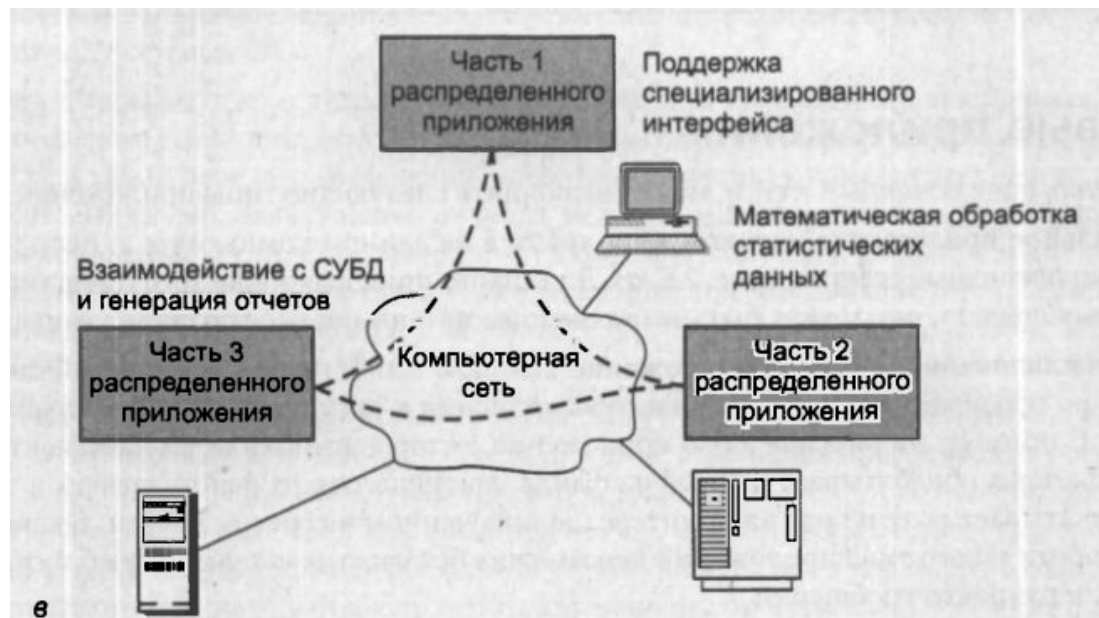 Часть 1
распределенного
приложения
Поддержка
специализированного
интерфейса
Математическая обработка
статистических
данных
Взаимодействие с СУБД
и генерация отчетов
Часть 3
распределенного
приложения
Компьютерная
сеть
Часть 2
распределенного
приложения
в